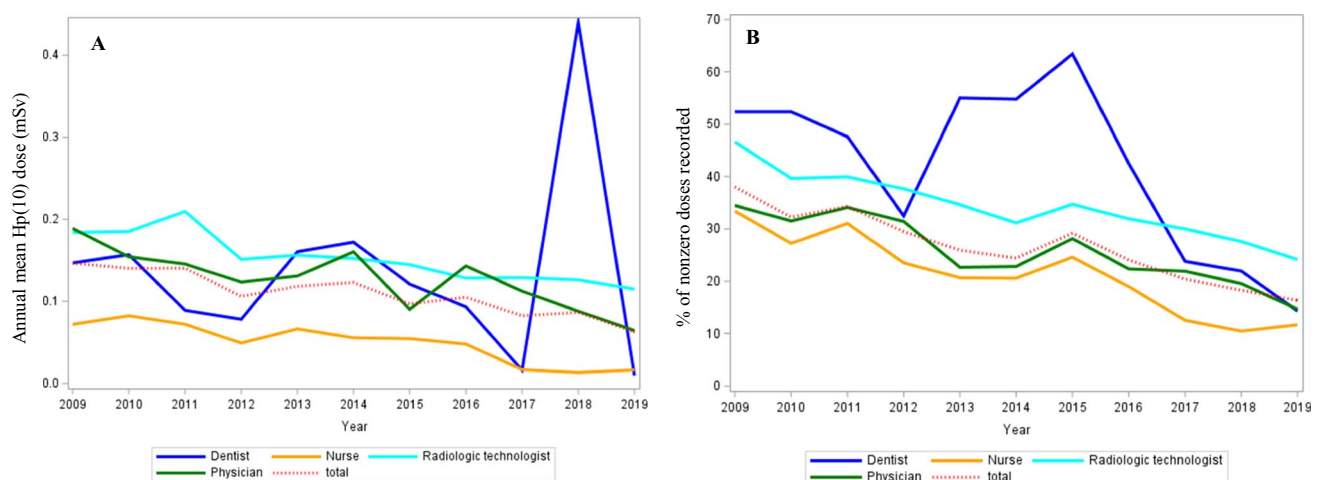 A
Annual mean Hp(10) dose (mSv)
0.4
0.3
0.2
0.1
0.0
2009 2010 2011 2012 2013 2014 2015 2016 2017 2018 2019
Year
Dentist Nurse Radiologic technologist
Physician total
B
% of nonzero doses recorded
70
60
50
40
30
20
10
0
2009 2010 2011 2012 2013 2014 2015 2016 2017 2018 2019
Year
Dentist Nurse Radiologic technologist
Physician total